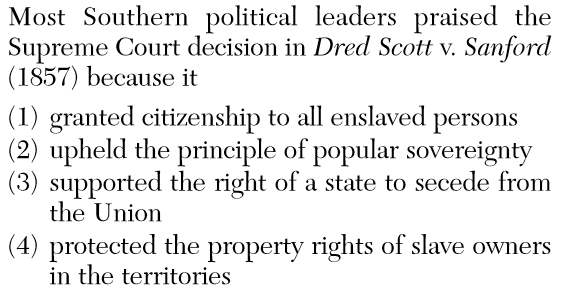 Most Southern political leaders praised the
Supreme Court decision in Dred Scott v. Sanford
(1857) because it
(1) granted citizenship to all enslaved persons
(2) upheld the principle of popular sovereignty
(3) supported the right of a state to secede from
the Union
(4) protected the property rights of slave owners
in the territories